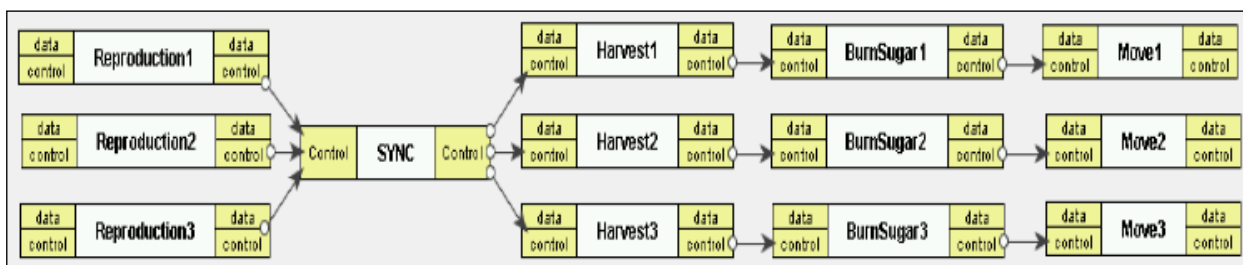 data Reproduction1 data
control control
data Reproduction2 data
control control
data Reproduction3 data
control control
Control SYNC Control
data Harvest1 data
control control
data BurnSugar1 data
control control
data Move1 data
control control
data Harvest2 data
control control
data BurnSugar2 data
control control
data Move2 data
control control
data Harvest3 data
control control
data BurnSugar3 data
control control
data Move3 data
control control